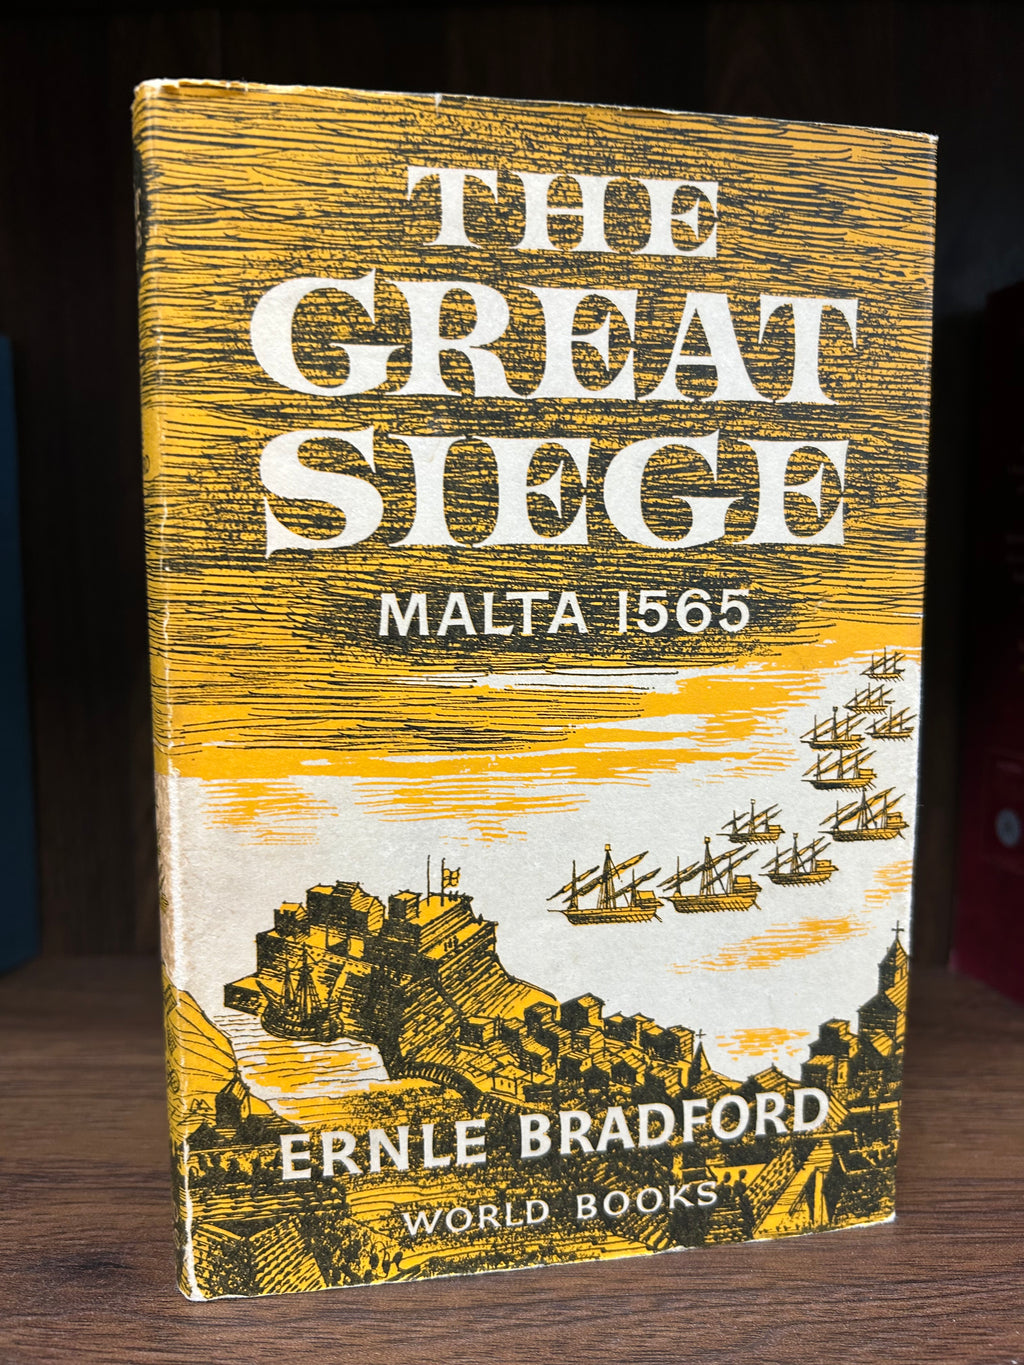 THE
GREAT
SIEGE
MALTA 1565
ERNLE BRADFORD
WORLD BOOKS